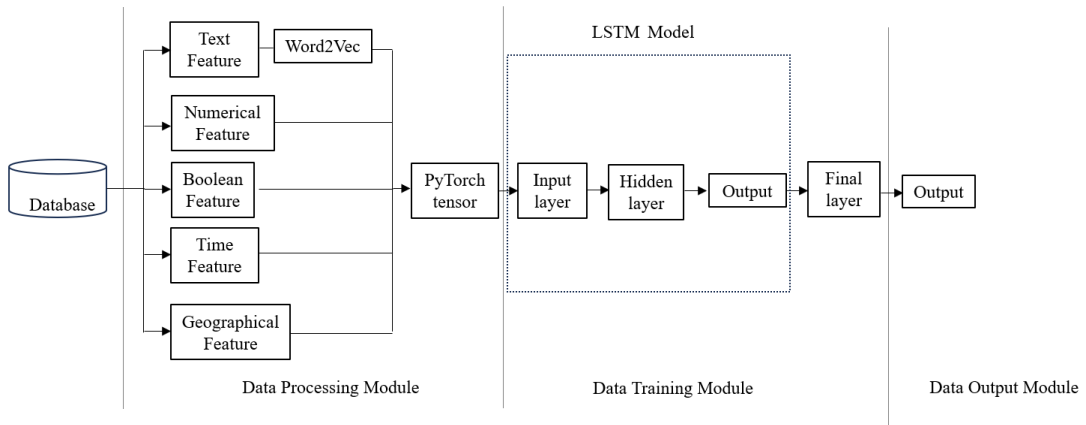 LSTM Model
Text
Feature
Word2Vec
Numerical
Feature
Boolean
Feature
Time
Feature
Geographical
Feature
Database
PyTorch
tensor
Input
layer
Hidden
layer
Output
Final
layer
Output
Data Processing Module
Data Training Module
Data Output Module